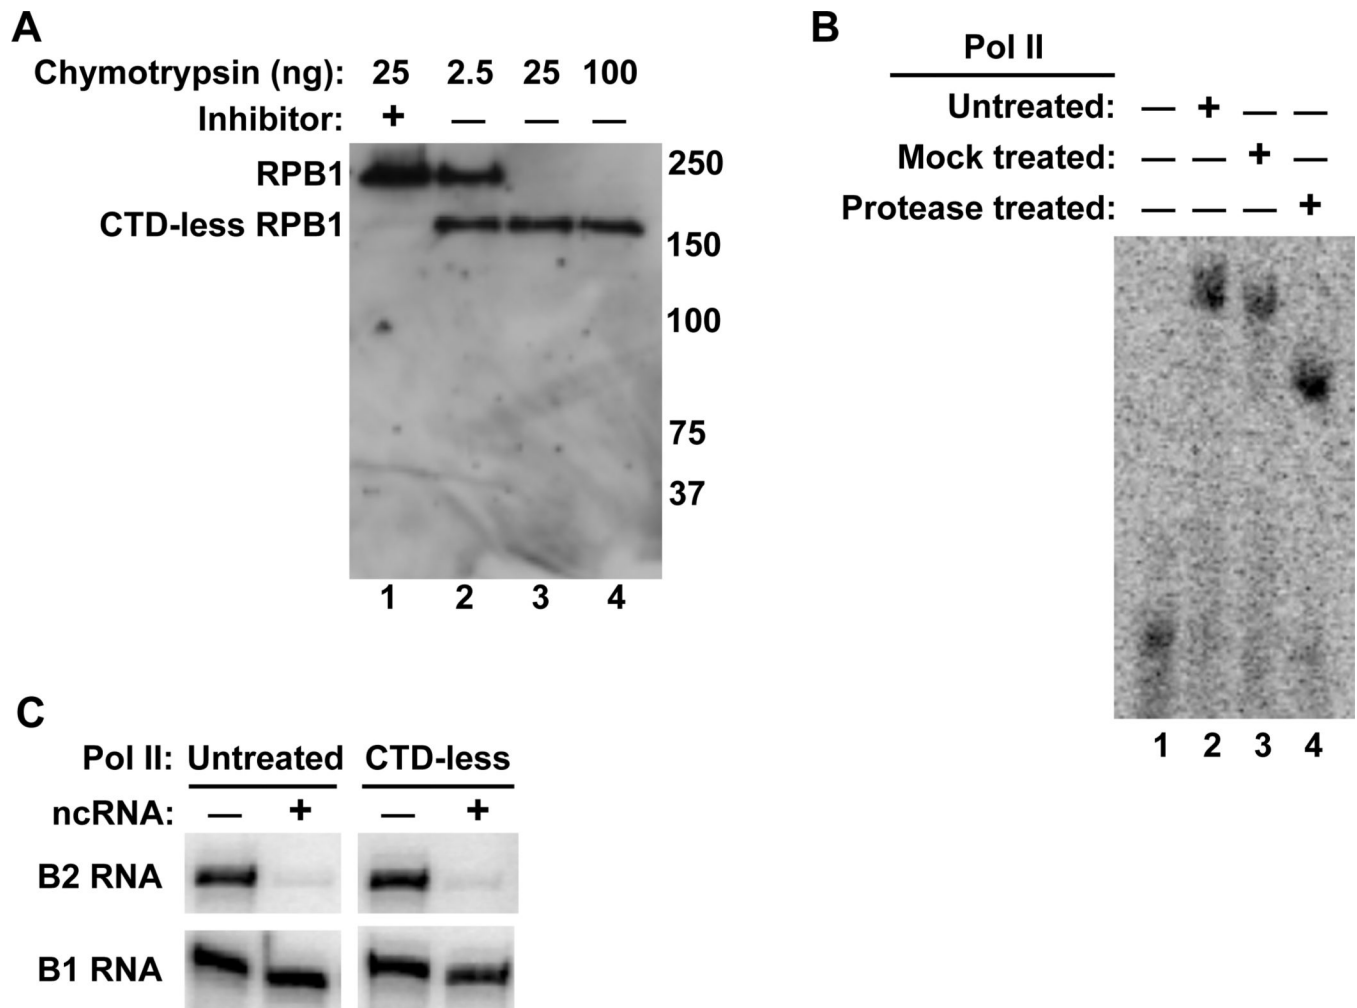 A
Chymotrypsin (ng): 25 2.5 25 100
Inhibitor: + — — —
RPB1
CTD-less RPB1
250
150
100
75
37
1 2 3 4
B
Pol II
Untreated: — + — —
Mock treated: — — + —
Protease treated: — — — +
1 2 3 4
C
Pol II: Untreated CTD-less
ncRNA: — + — +
B2 RNA
B1 RNA